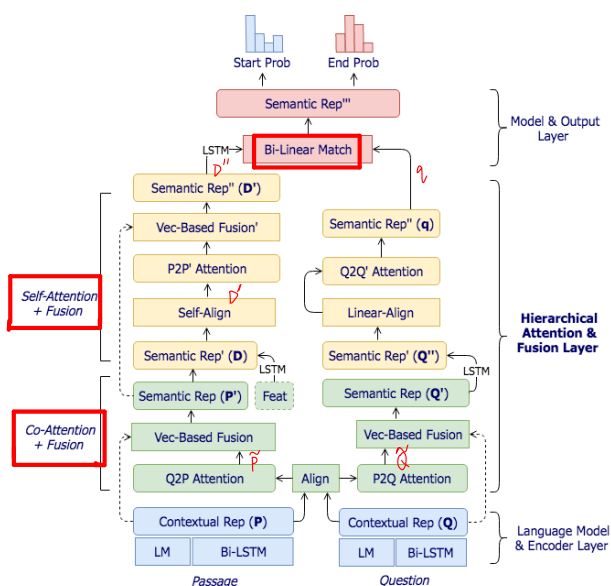 Start Prob
End Prob
Semantic Rep'''
Model & Output
Layer
LSTM
Bi-Linear Match
D''
q
Semantic Rep'' (D')
Vec-Based Fusion'
Semantic Rep'' (q)
P2P' Attention
Q2Q' Attention
Self-Attention
+ Fusion
D'
Self-Align
Linear-Align
Hierarchical
Attention &
Fusion Layer
Semantic Rep' (D)
Semantic Rep' (Q'')
LSTM
LSTM
Semantic Rep (P')
Feat
Semantic Rep (Q')
Co-Attention
+ Fusion
Vec-Based Fusion
Vec-Based Fusion
P̃
Q̃
Q2P Attention
Align
P2Q Attention
Contextual Rep (P)
Contextual Rep (Q)
Language Model
& Encoder Layer
LM
Bi-LSTM
LM
Bi-LSTM
Passage
Question